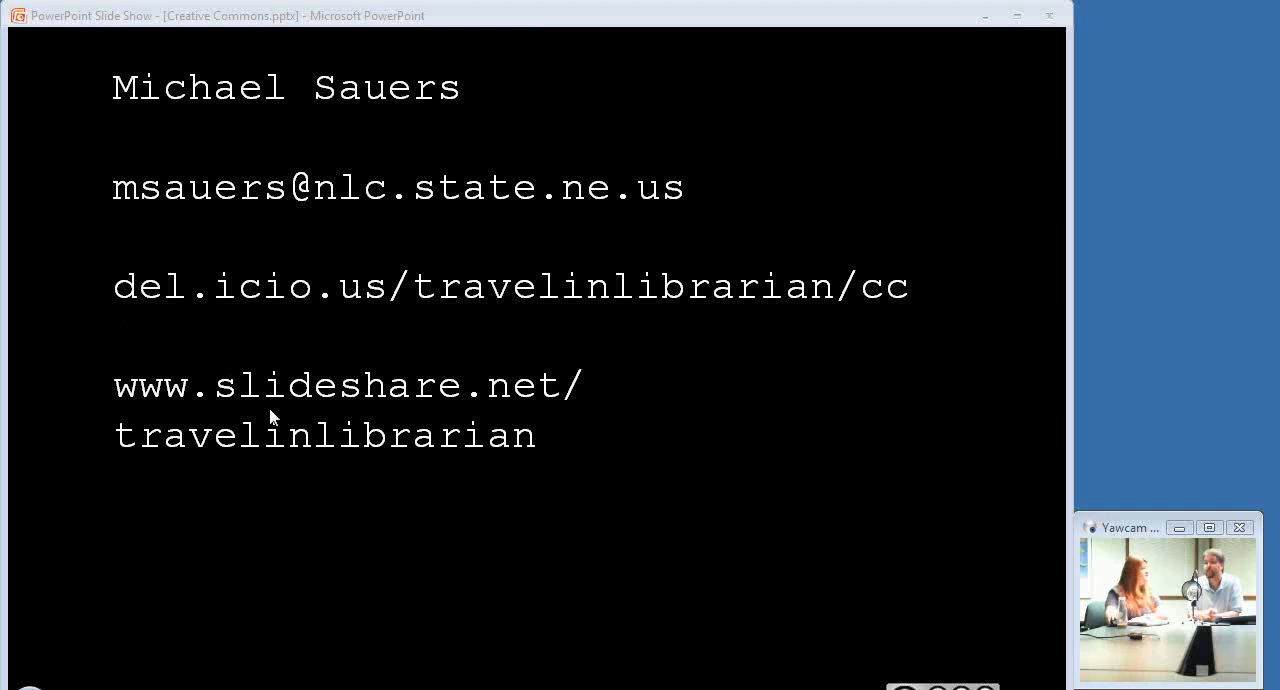 PowerPoint Slide Show - [Creative Commons.pptx] - Microsoft PowerPoint
Michael Sauers
msauers@nlc.state.ne.us
del.icio.us/travelinlibrarian/cc
www.slideshare.net/
travelinlibrarian
Yawcam ...